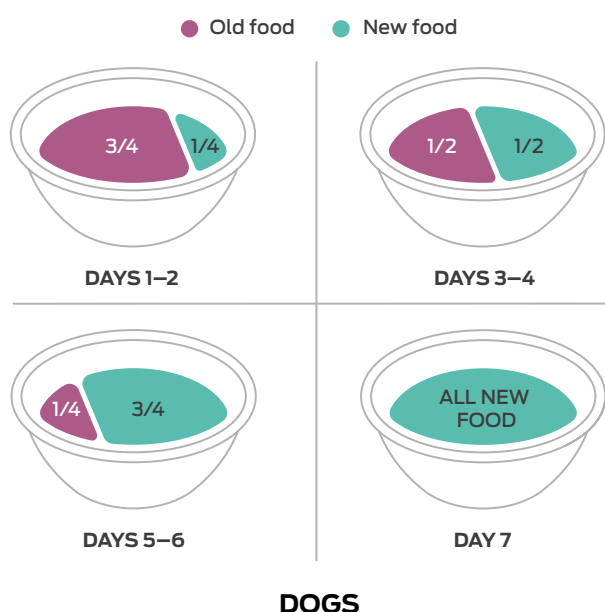 Old food New food
3/4 1/4
DAYS 1–2
1/2 1/2
DAYS 3–4
1/4 3/4
DAYS 5–6
ALL NEW
FOOD
DAY 7
DOGS